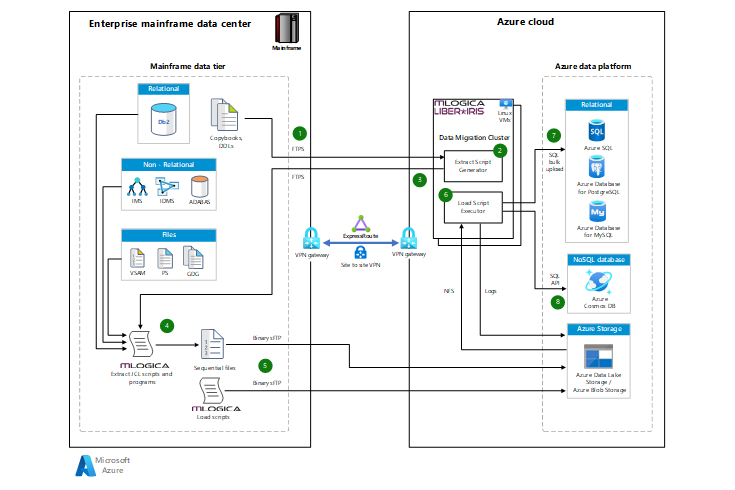 Enterprise mainframe data center
Mainframe
Azure cloud
Mainframe data tier
Azure data platform
Relational
Db2
Copybooks,
DDLs
Non - Relational
IMS
IDMS
ADABAS
Files
VSAM
PS
GDG
1
FTPS
FTPS
3
MLOGICA
LIBER*IRIS
Linux
VMs
Data Migration Cluster
2
Extract Script
Generator
6
Load Script
Executor
7
SQL
bulk
upload
Relational
SQL
Azure SQL
Azure Database
for PostgreSQL
My
Azure Database
for MySQL
VPN gateway
ExpressRoute
Site to site VPN
VPN gateway
NFS
Logs
SQL
API
8
NoSQL database
Azure
Cosmos DB
Azure Storage
Azure Data Lake
Storage /
Azure Blob Storage
4
MLOGICA
Extract JCL scripts and
programs
Sequential files
Binary sFTP
5
Binary sFTP
MLOGICA
Load scripts
Microsoft
Azure